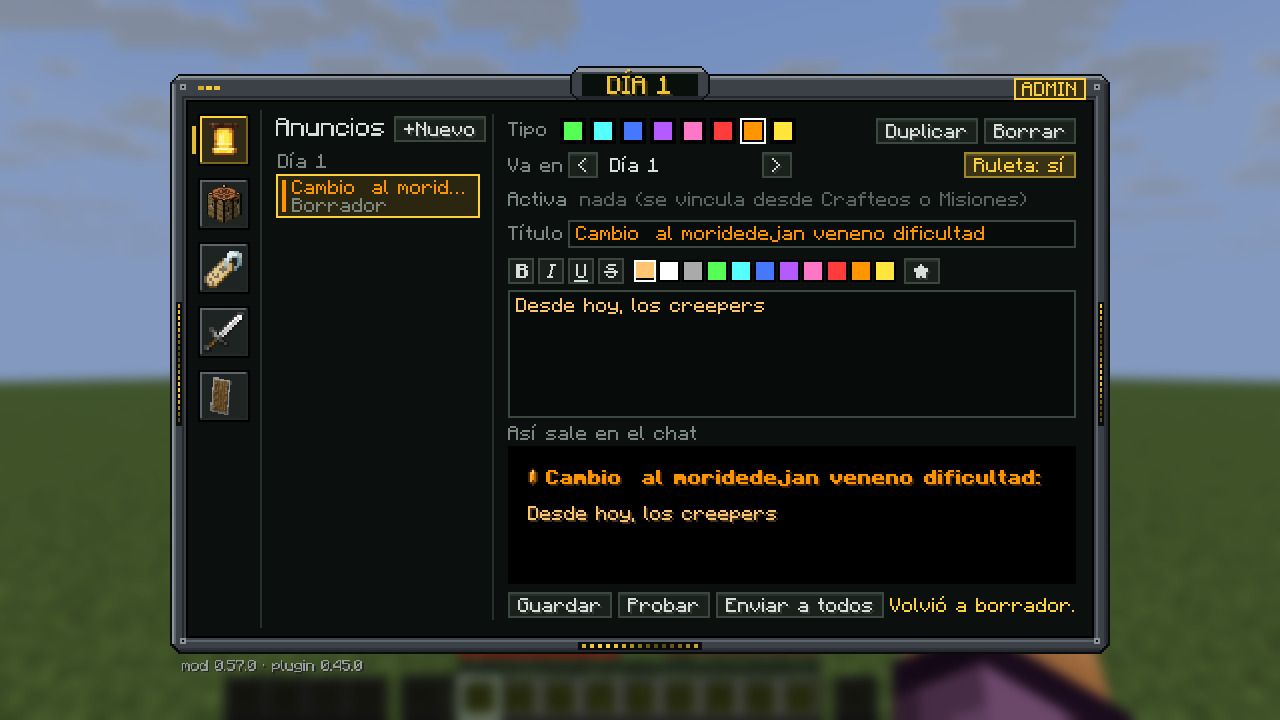 DÍA 1
ADMIN
Anuncios
+Nuevo
Día 1
Cambio  al morid...
Borrador
Tipo
Duplicar
Borrar
Va en < Día 1 >
Ruleta: sí
Activa nada (se vincula desde Crafteos o Misiones)
Título Cambio  al moridedejan veneno dificultad
B I U S
Desde hoy, los creepers
Así sale en el chat
Cambio  al moridedejan veneno dificultad:
Desde hoy, los creepers
Guardar
Probar
Enviar a todos
Volvió a borrador.
mod 0.57.0 · plugin 0.45.0